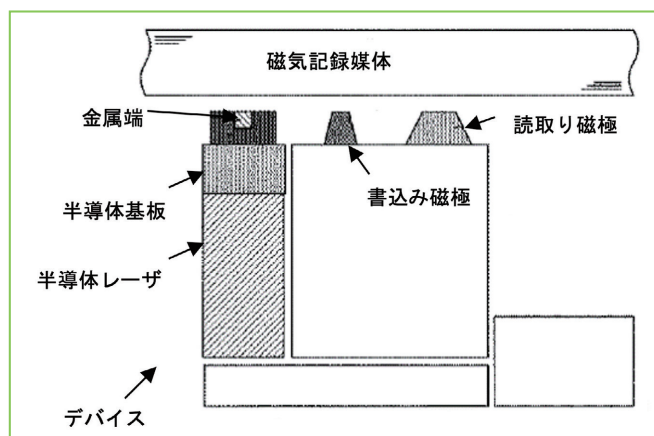 磁気記録媒体
金属端
読取り磁極
書込み磁極
半導体基板
半導体レーザ
デバイス